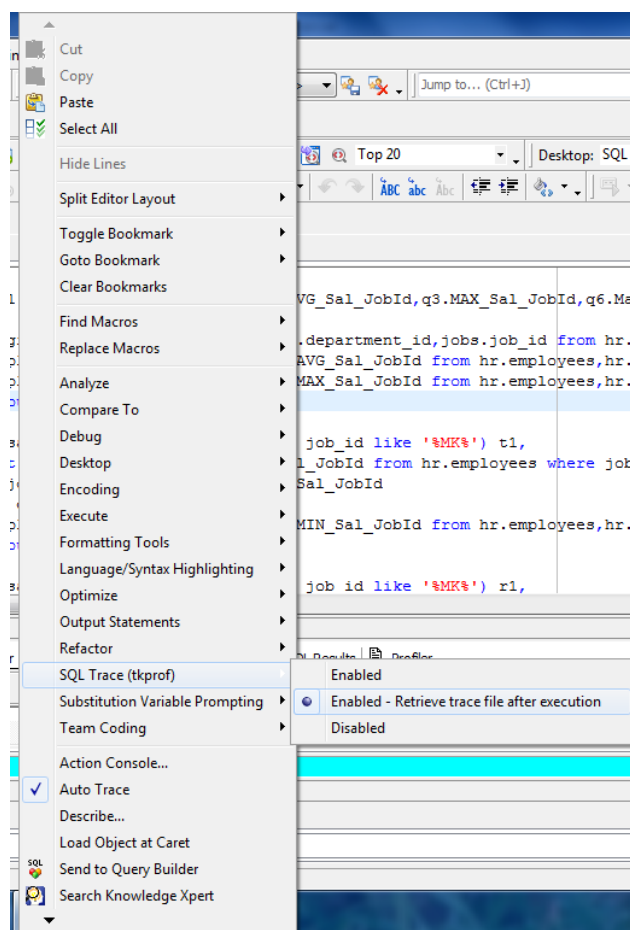 Cut
Copy
Paste
Select All
Hide Lines
Split Editor Layout
Toggle Bookmark
Goto Bookmark
Clear Bookmarks
Find Macros
Replace Macros
Analyze
Compare To
Debug
Desktop
Encoding
Execute
Formatting Tools
Language/Syntax Highlighting
Optimize
Output Statements
Refactor
SQL Trace (tkprof)
Substitution Variable Prompting
Team Coding
Action Console...
Auto Trace
Describe...
Load Object at Caret
SQL Send to Query Builder
Search Knowledge Xpert
Enabled
Enabled - Retrieve trace file after execution
Disabled
Jump to... (Ctrl+J)
Top 20 Desktop: SQL
ABC abc Abc
VG_Sal_JobId,q3.MAX_Sal_JobId,q6.Ma
.department_id,jobs.job_id from hr.
AVG_Sal_JobId from hr.employees,hr.
MAX_Sal_JobId from hr.employees,hr.
job_id like '%MK%') t1,
l_JobId from hr.employees where job
Sal_JobId
MIN_Sal_JobId from hr.employees,hr.
job id like '%MK%') r1,
Results Profiler